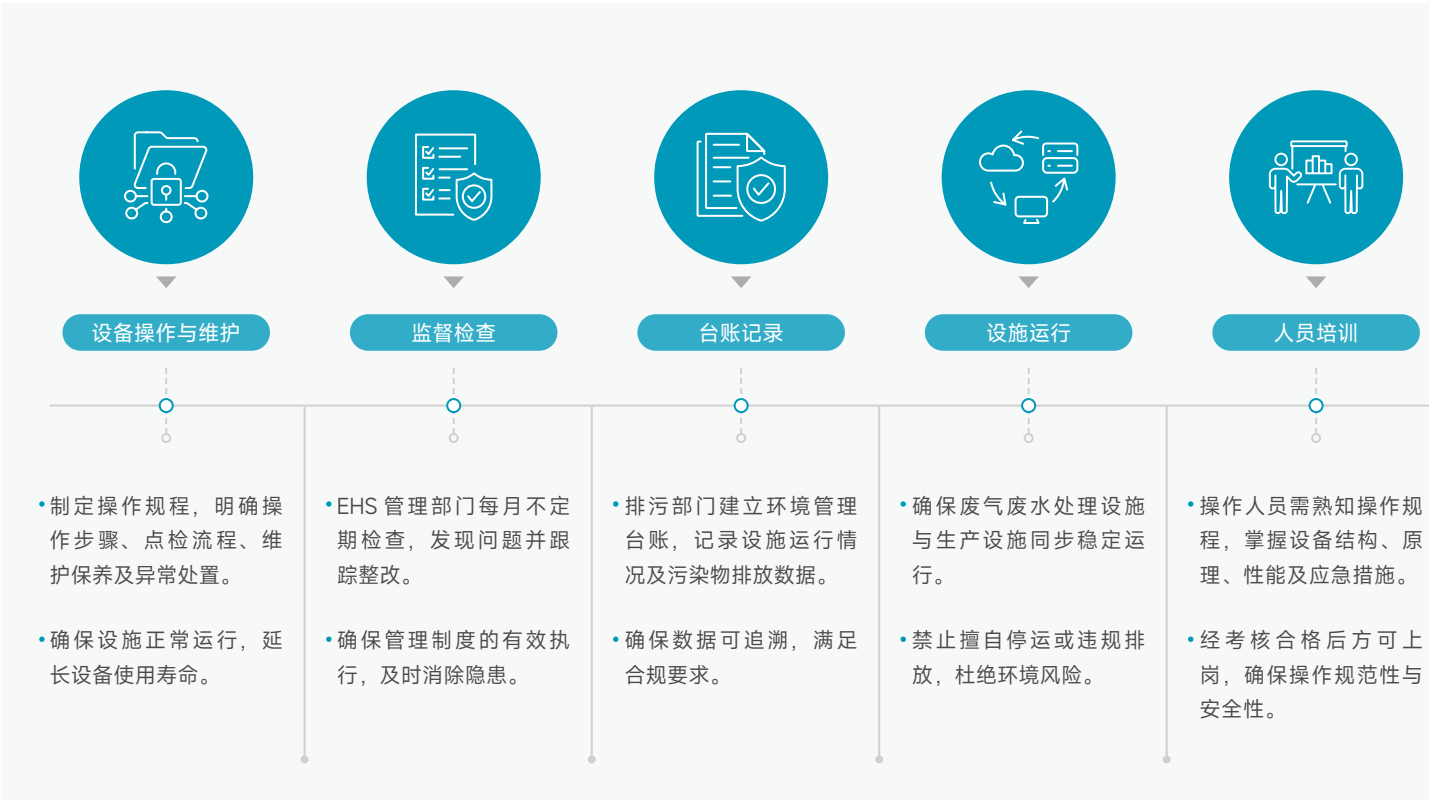 设备操作与维护
监督检查
台账记录
设施运行
人员培训
•制定操作规程，明确操
作步骤、点检流程、维
护保养及异常处置。
•确保设施正常运行，延
长设备使用寿命。
•EHS 管理部门每月不定
期检查，发现问题并跟
踪整改。
•确保管理制度的有效执
行，及时消除隐患。
•排污部门建立环境管理
台账，记录设施运行情
况及污染物排放数据。
•确保数据可追溯，满足
合规要求。
•确保废气废水处理设施
与生产设施同步稳定运
行。
•禁止擅自停运或违规排
放，杜绝环境风险。
•操作人员需熟知操作规
程，掌握设备结构、原
理、性能及应急措施。
•经考核合格后方可上
岗，确保操作规范性与
安全性。